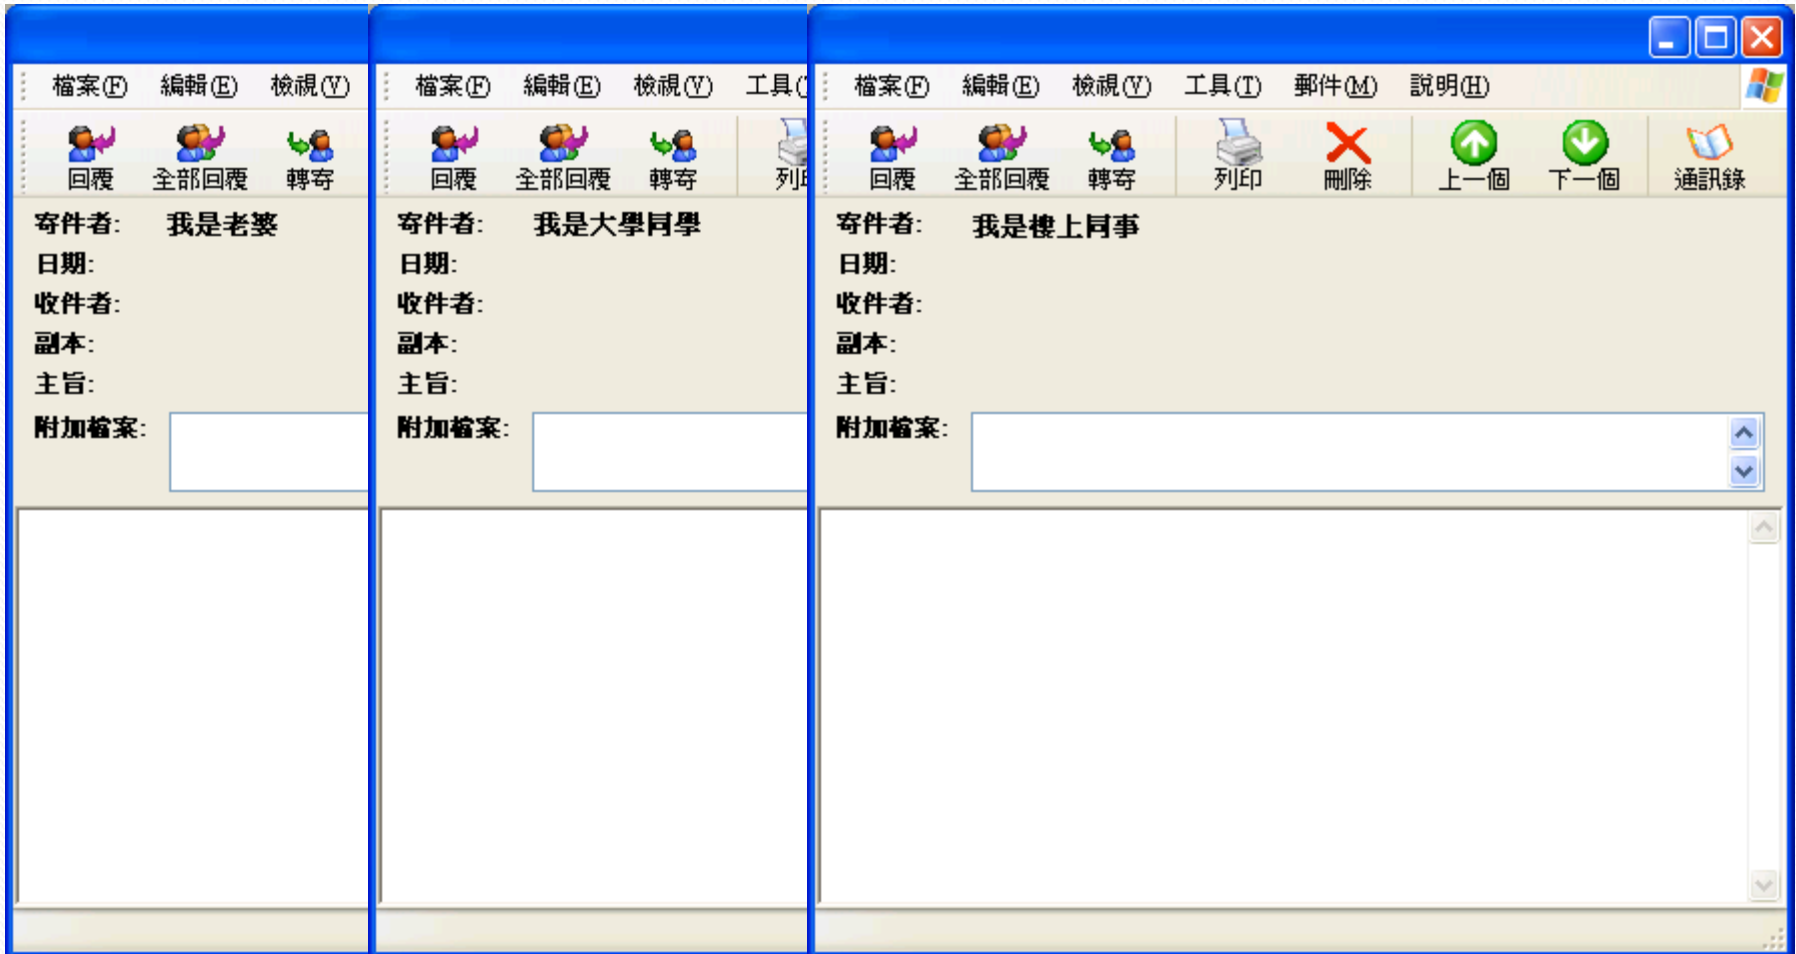 檔案(F) 編輯(E) 檢視(V)
回覆 全部回覆 轉寄
寄件者: 我是老婆
日期:
收件者:
副本:
主旨:
附加檔案:
檔案(F) 編輯(E) 檢視(V) 工具(
回覆 全部回覆 轉寄 列
寄件者: 我是大學同學
日期:
收件者:
副本:
主旨:
附加檔案:
檔案(F) 編輯(E) 檢視(V) 工具(T) 郵件(M) 說明(H)
回覆 全部回覆 轉寄 列印 刪除 上一個 下一個 通訊錄
寄件者: 我是樓上同事
日期:
收件者:
副本:
主旨:
附加檔案: